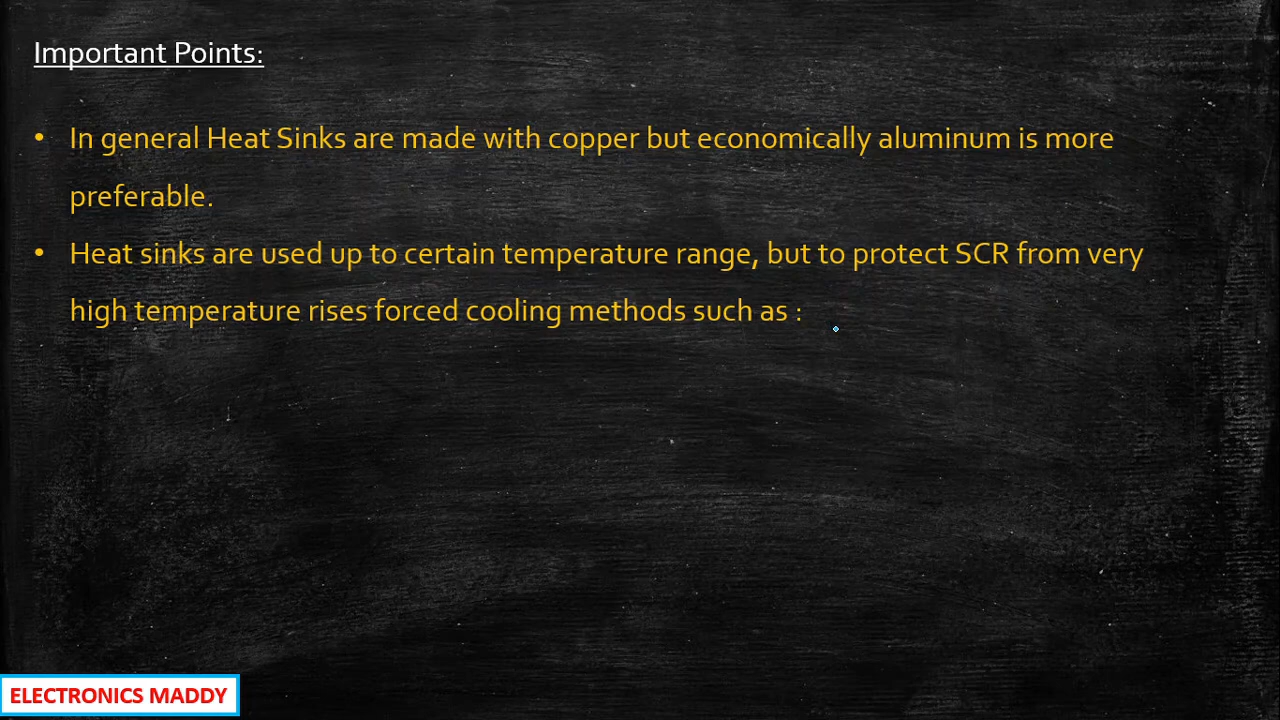 Important Points:
• In general Heat Sinks are made with copper but economically aluminum is more
preferable.
• Heat sinks are used up to certain temperature range, but to protect SCR from very
high temperature rises forced cooling methods such as :
ELECTRONICS MADDY